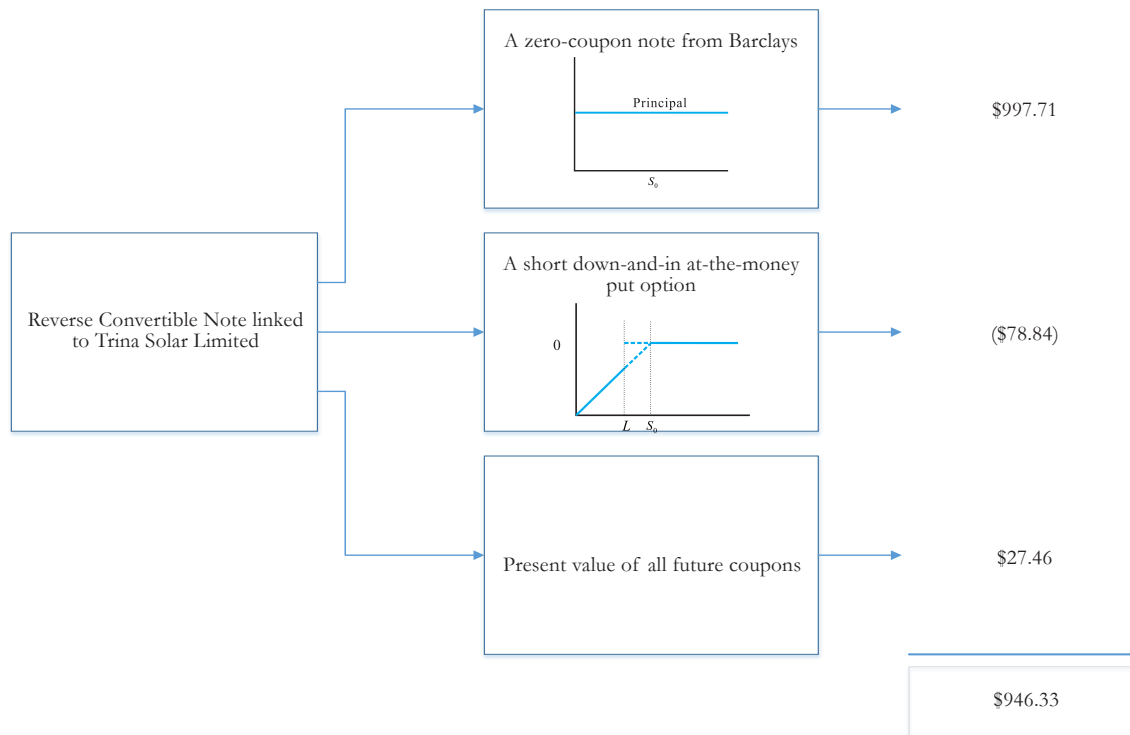 A zero-coupon note from Barclays
Principal
S₀
$997.71
Reverse Convertible Note linked
to Trina Solar Limited
A short down-and-in at-the-money
put option
0
L S₀
($78.84)
Present value of all future coupons
$27.46
$946.33